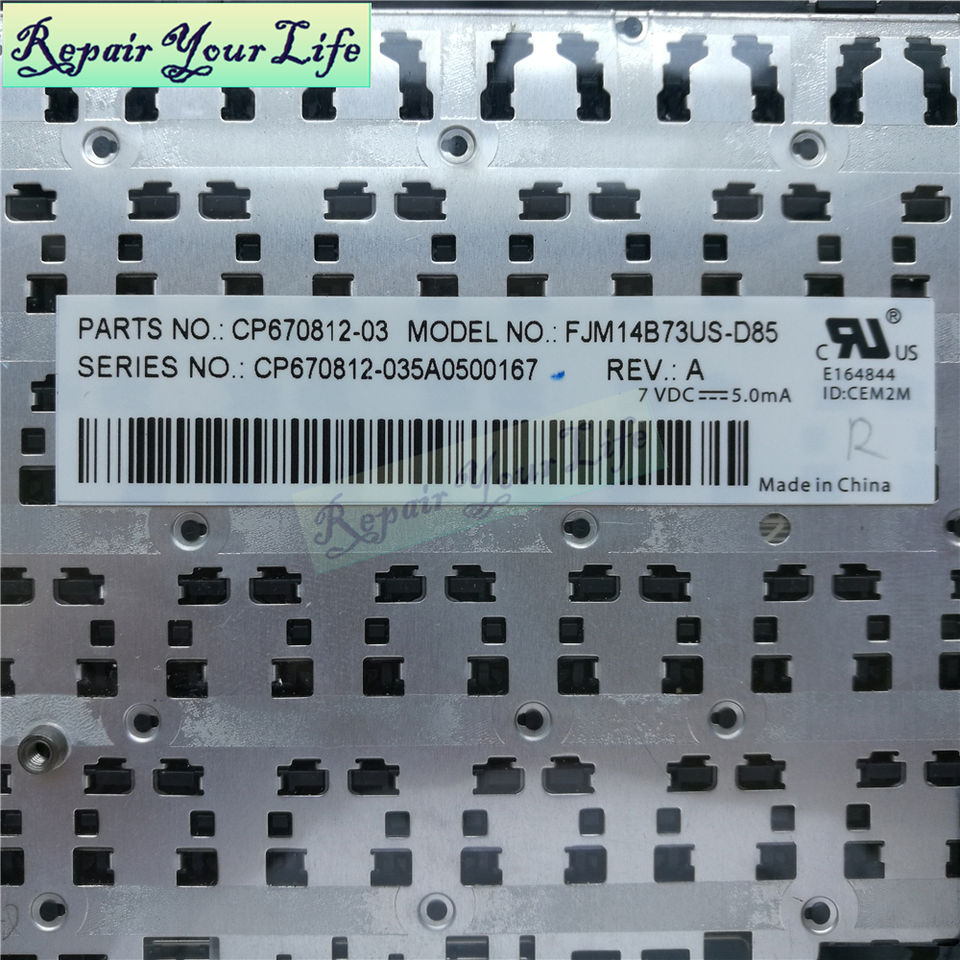 Repair Your Life
PARTS NO.: CP670812-03 MODEL NO.: FJM14B73US-D85
SERIES NO.: CP670812-035A0500167 REV.: A
7 VDC⎓5.0mA
®
C RU US
E164844
ID:CEM2M
R
Repair Your Life
Made in China